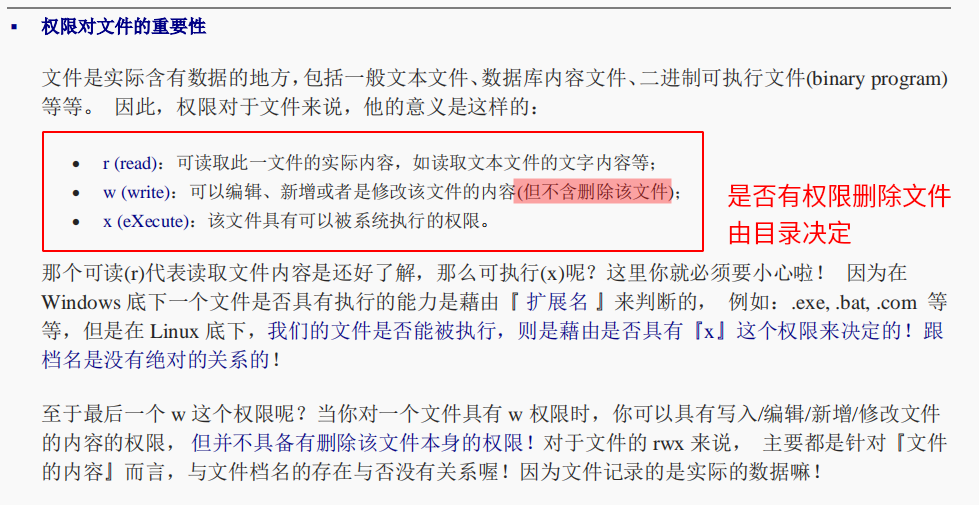 ▪ 权限对文件的重要性
文件是实际含有数据的地方,包括一般文本文件、数据库内容文件、二进制可执行文件(binary program)
等等。 因此，权限对于文件来说，他的意义是这样的：
• r (read)：可读取此一文件的实际内容，如读取文本文件的文字内容等；
• w (write)：可以编辑、新增或者是修改该文件的内容(但不含删除该文件)；
• x (eXecute)：该文件具有可以被系统执行的权限。
是否有权限删除文件
由目录决定
那个可读(r)代表读取文件内容是还好了解，那么可执行(x)呢？这里你就必须要小心啦！ 因为在
Windows 底下一个文件是否具有执行的能力是藉由『 扩展名 』来判断的， 例如：.exe, .bat, .com 等
等，但是在 Linux 底下，我们的文件是否能被执行，则是藉由是否具有『x』这个权限来决定的！跟
档名是没有绝对的关系的！
至于最后一个 w 这个权限呢？当你对一个文件具有 w 权限时，你可以具有写入/编辑/新增/修改文件
的内容的权限， 但并不具备有删除该文件本身的权限！对于文件的 rwx 来说， 主要都是针对『文件
的内容』而言，与文件档名的存在与否没有关系喔！因为文件记录的是实际的数据嘛！